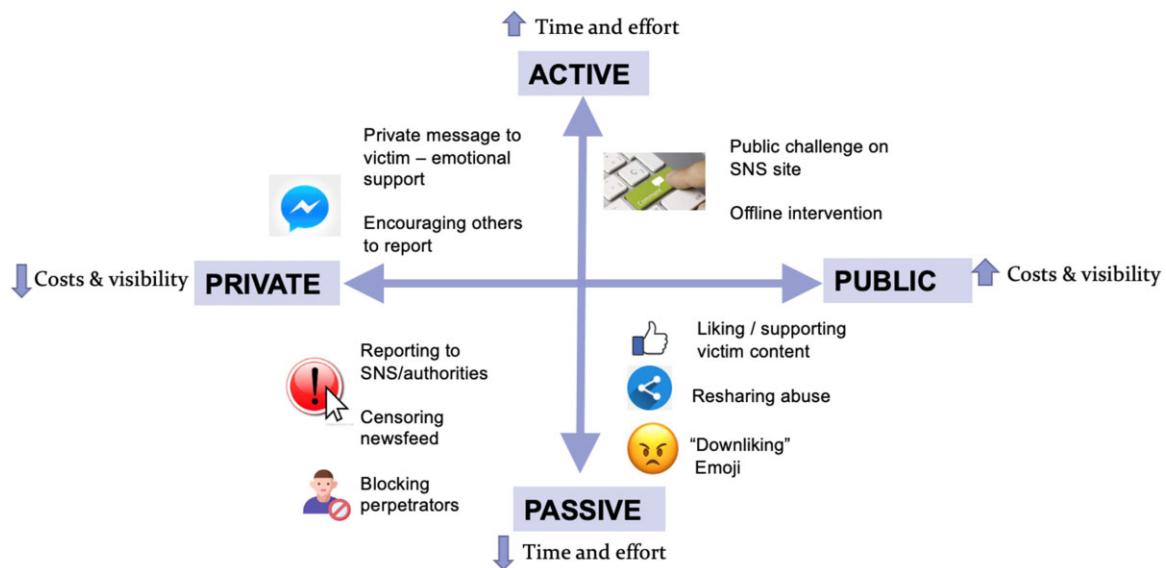 Time and effort
ACTIVE
Private message to
victim – emotional
support
Encouraging others
to report
Public challenge on
SNS site
Offline intervention
Comment
Costs & visibility
PRIVATE
PUBLIC
Costs & visibility
Reporting to
SNS/authorities
Censoring
newsfeed
Blocking
perpetrators
Liking / supporting
victim content
Resharing abuse
“Downliking”
Emoji
PASSIVE
Time and effort